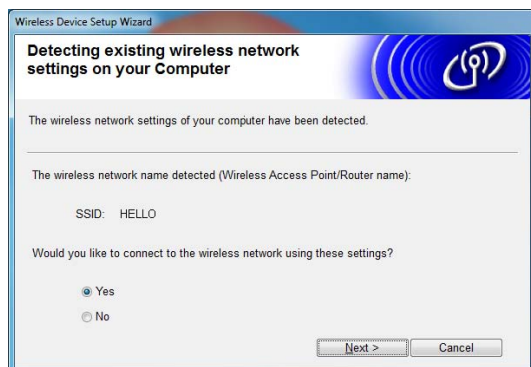 Wireless Device Setup Wizard
Detecting existing wireless network
settings on your Computer
The wireless network settings of your computer have been detected.
The wireless network name detected (Wireless Access Point/Router name):
SSID: HELLO
Would you like to connect to the wireless network using these settings?
Yes
No
Next > Cancel